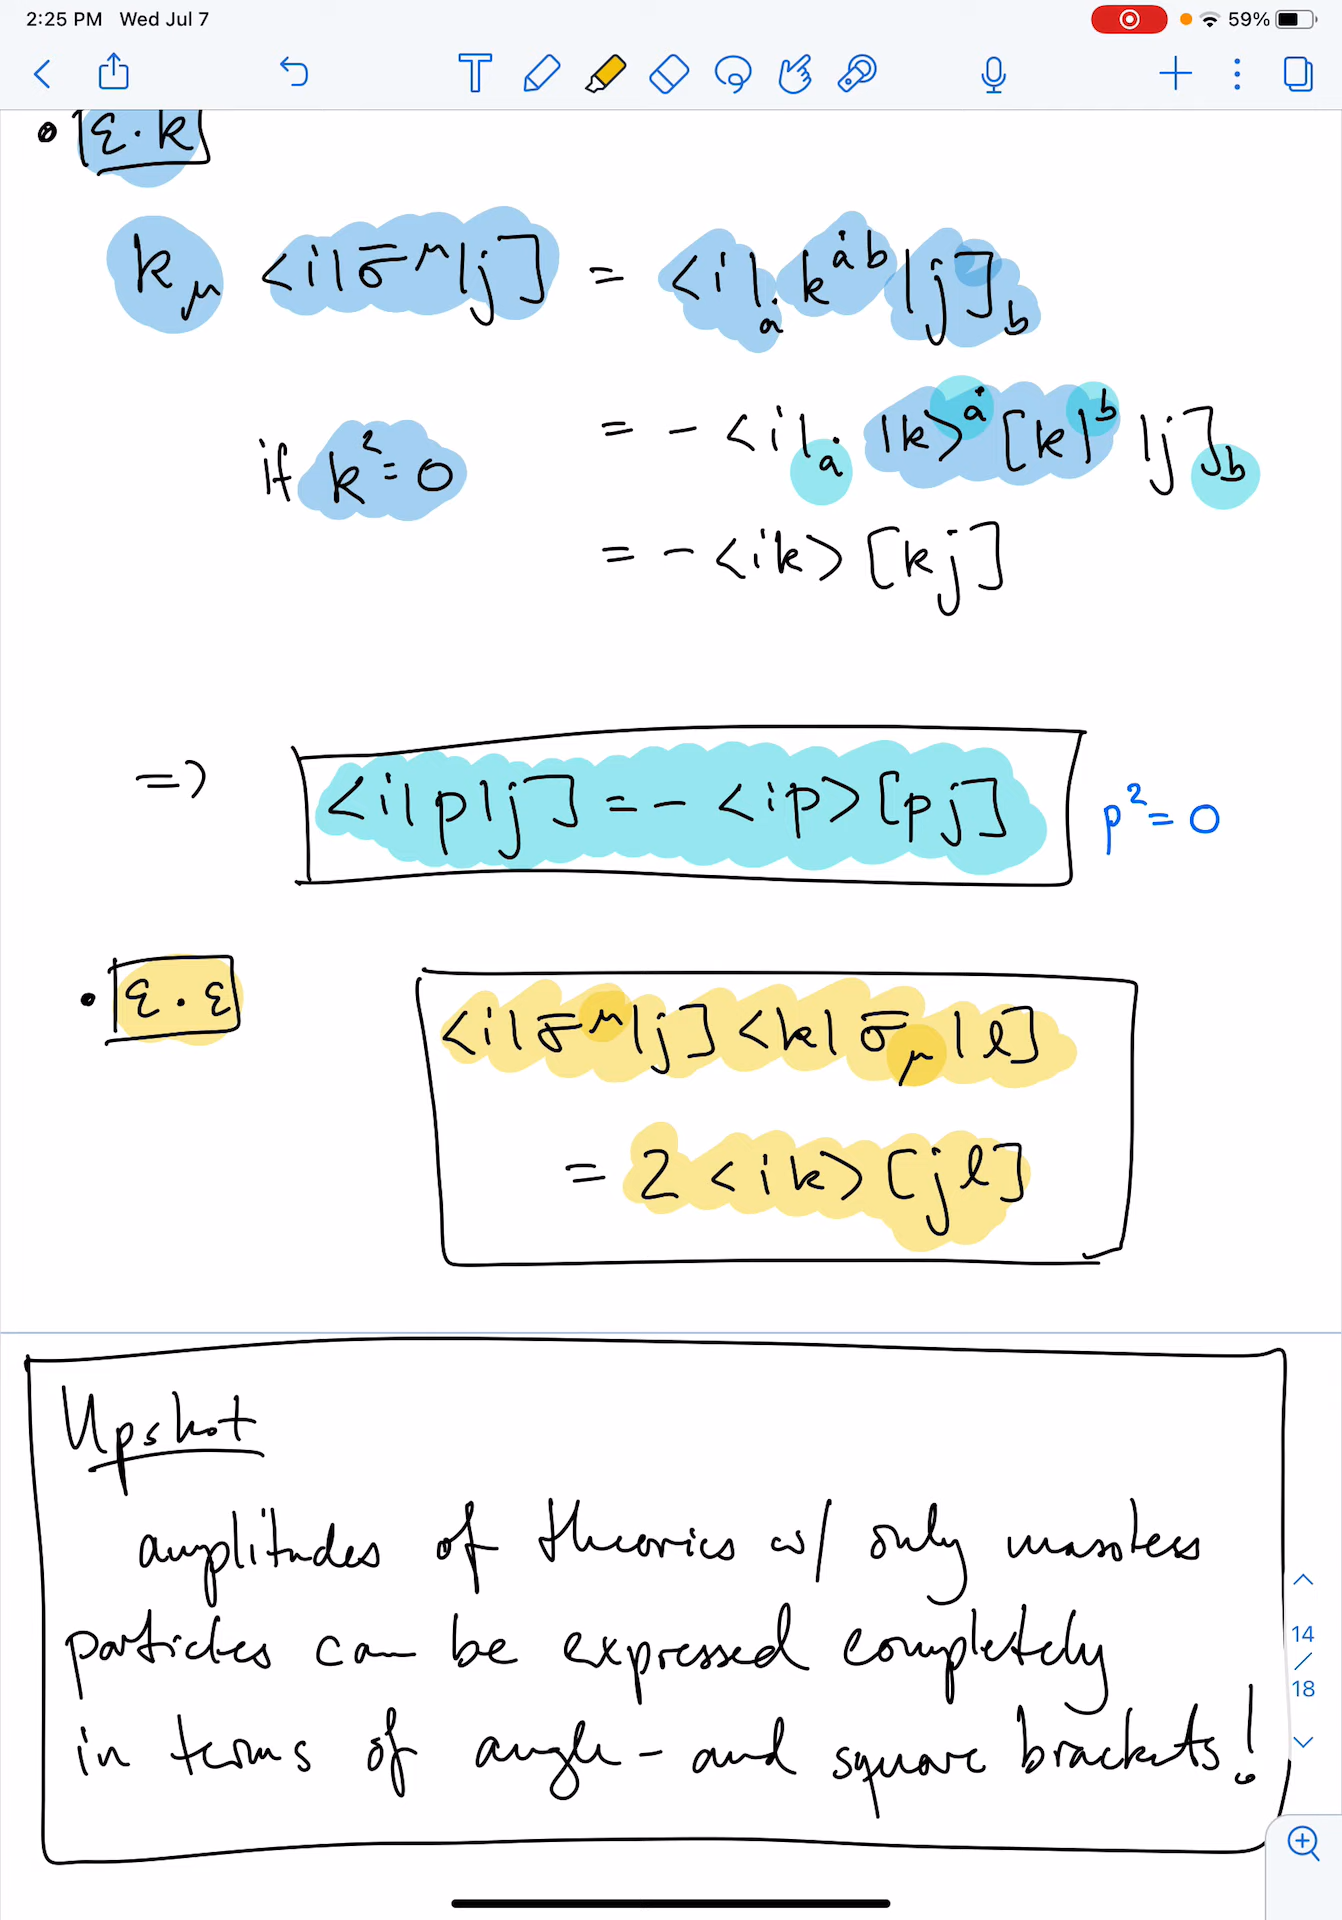 2:25 PM Wed Jul 7
59%
• ε · k
k_μ <i|σ̄^μ|j] = <i|_ȧ k^{ȧb} |j]_b
if k² = 0
= - <i|_ȧ |k>^ȧ [k|^b |j]_b
= - <ik> [kj]
=> <i|p|j] = - <ip> [pj] p² = 0
• ε · ε
<i|σ̄^μ|j] <k|σ̄_μ|l]
= 2 <ik> [jl]
Upshot
amplitudes of theories w/ only massless
particles can be expressed completely
in terms of angle- and square brackets!
14
/
18